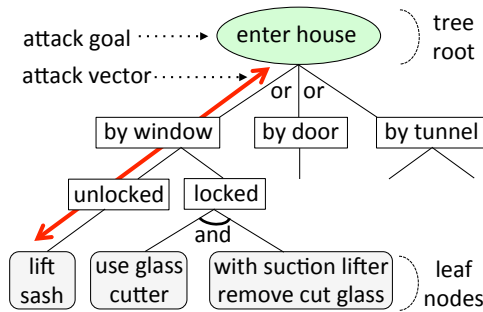 attack goal
enter house
tree
root
attack vector
or or
by window
by door
by tunnel
unlocked
locked
and
lift
sash
use glass
cutter
with suction lifter
remove cut glass
leaf
nodes